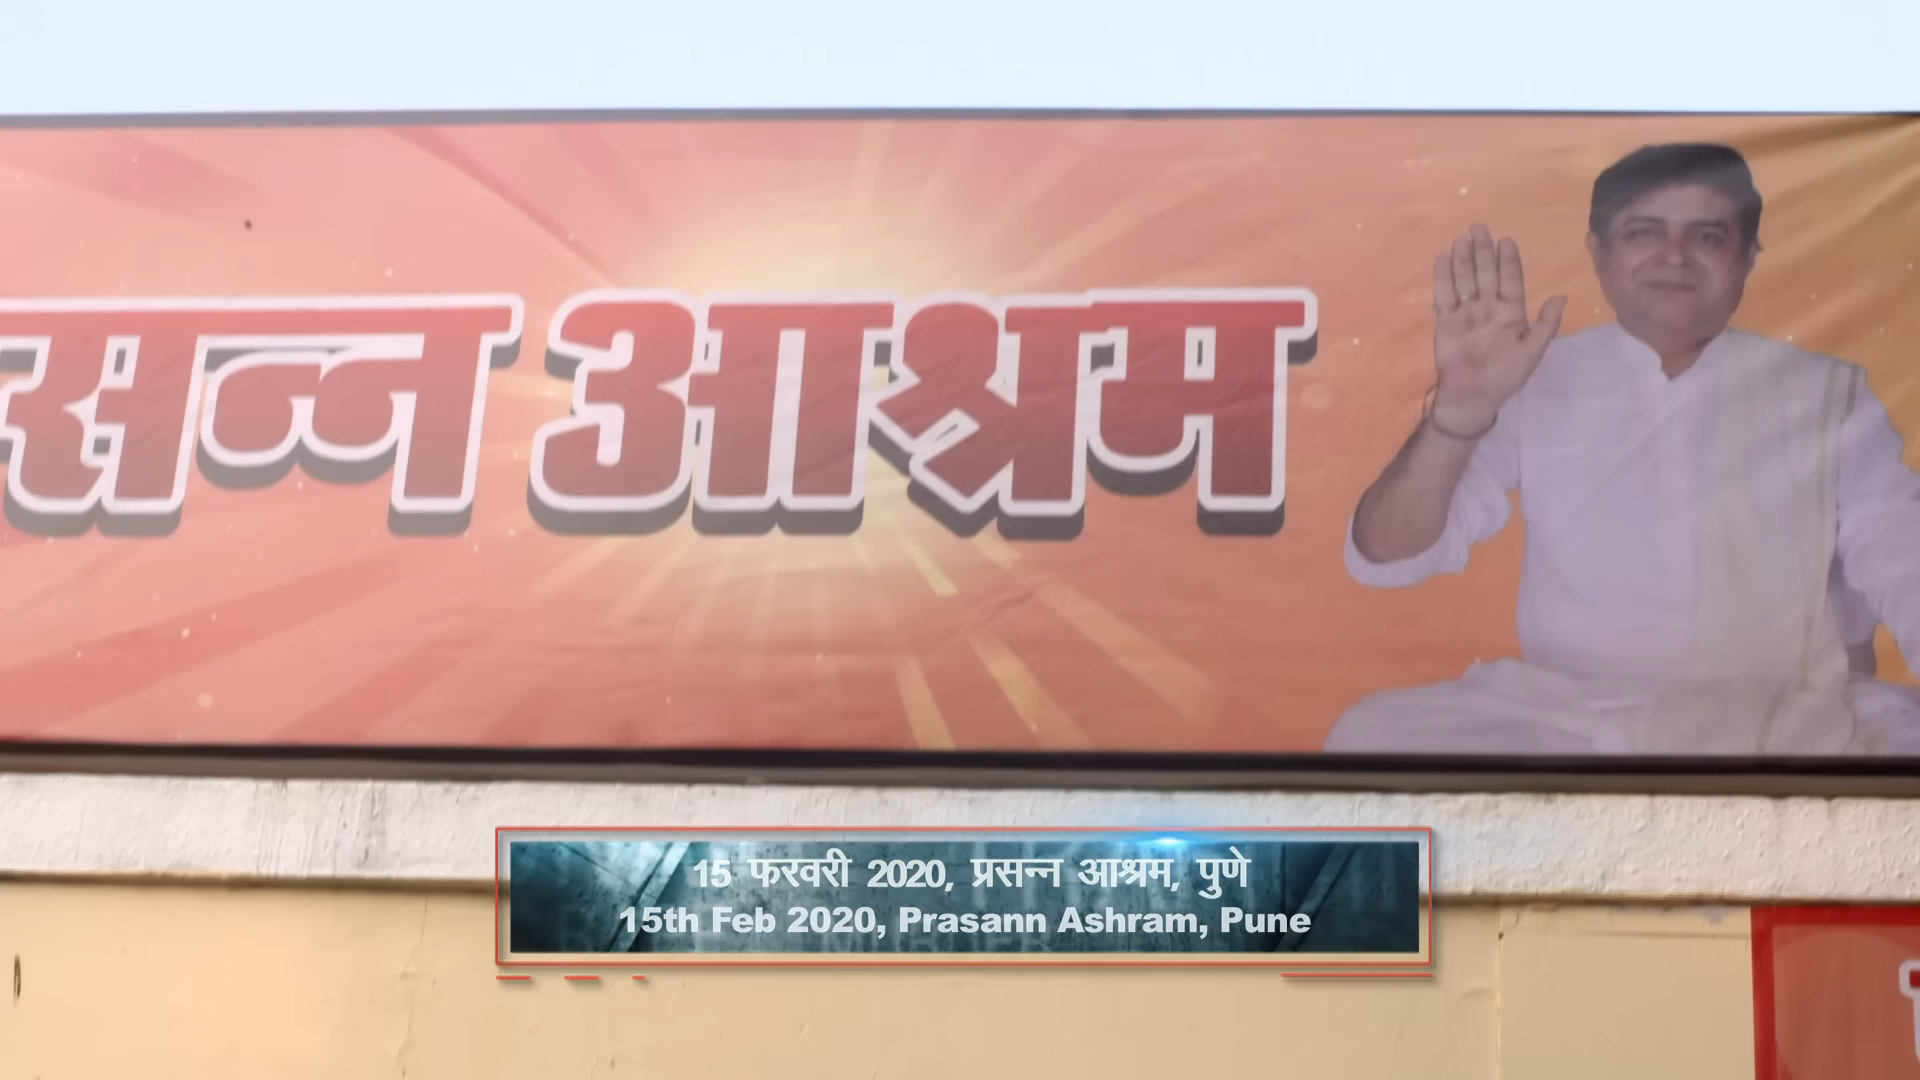 सन्न आश्रम
15 फरवरी 2020, प्रसन्न आश्रम, पुणे
15th Feb 2020, Prasann Ashram, Pune